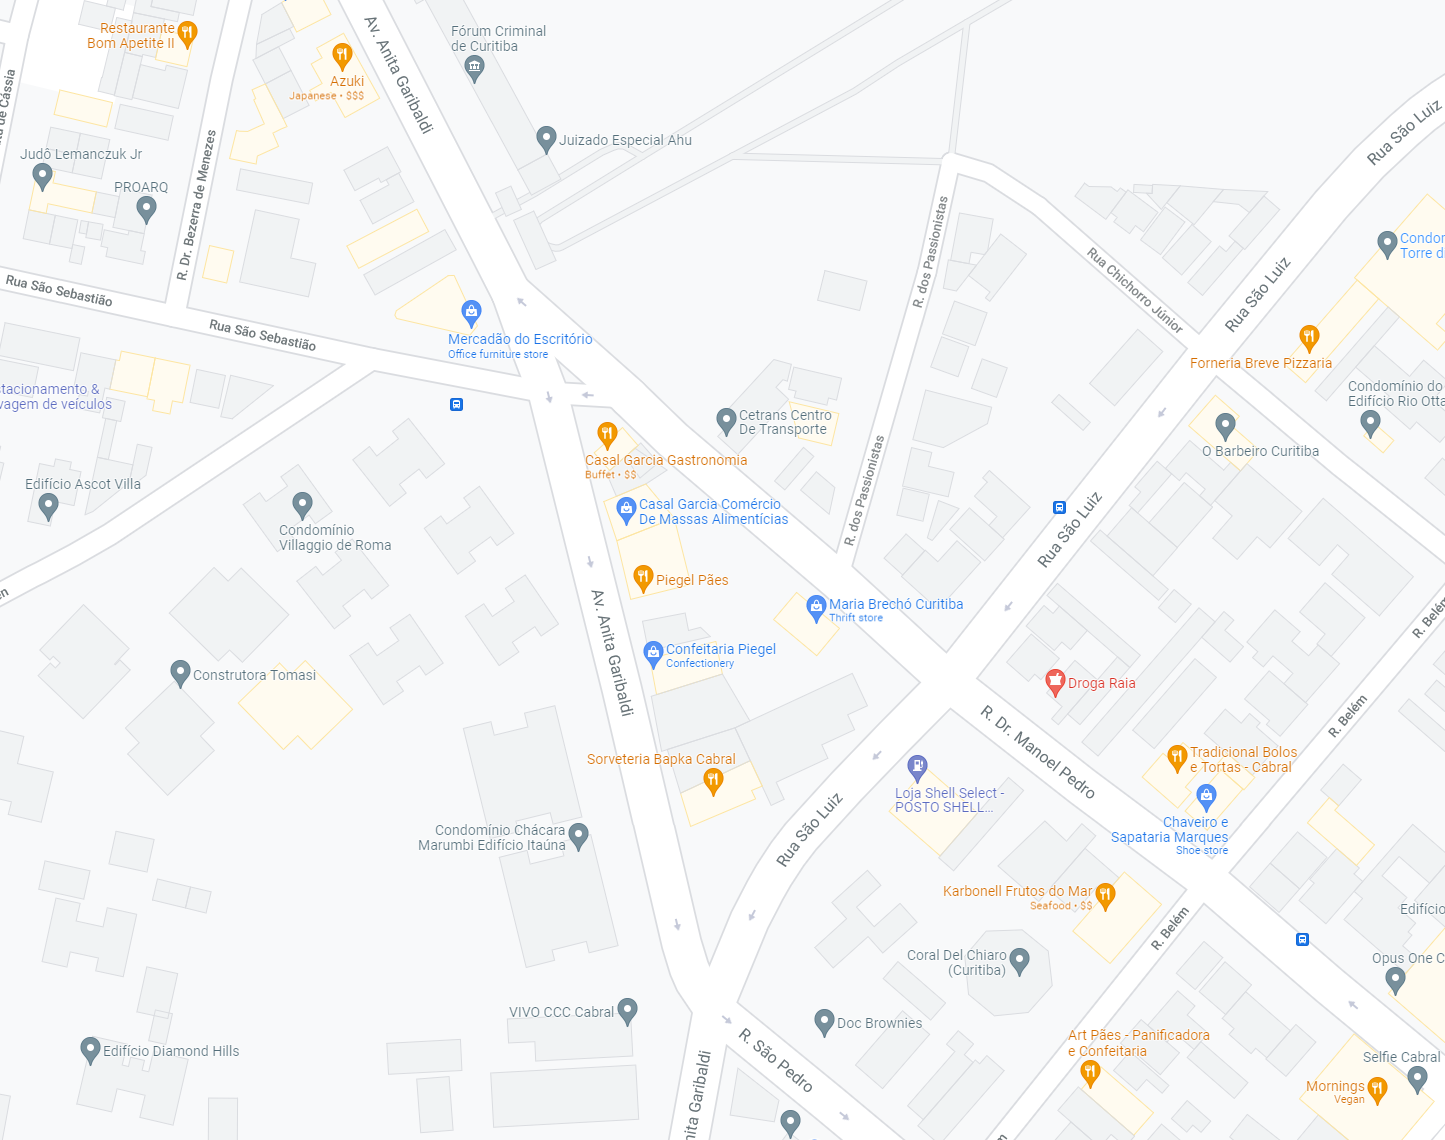 Restaurante
Bom Apetite II
Azuki
Japanese • $$$
Av. Anita Garibaldi
Fórum Criminal
de Curitiba
Juizado Especial Ahu
Rua São Luiz
de Cássia
R. Dr. Bezerra de Menezes
Judô Lemanczuk Jr
PROARQ
R. dos Passionistas
Rua Chichorro Júnior
Rua São Luiz
Rua São Sebastião
Rua São Sebastião
Mercadão do Escritório
Office furniture store
Forneria Breve Pizzaria
Cetrans Centro
De Transporte
O Barbeiro Curitiba
Casal Garcia Gastronomia
Buffet • $$
Casal Garcia Comércio
De Massas Alimentícias
R. dos Passionistas
Rua São Luiz
Edifício Ascot Villa
Condomínio
Villaggio de Roma
Piegel Pães
Av. Anita Garibaldi
Maria Brechó Curitiba
Thrift store
R. Belém
Confeitaria Piegel
Confectionery
Construtora Tomasi
Droga Raia
R. Belém
R. Dr. Manoel Pedro
Sorveteria Bapka Cabral
Tradicional Bolos
e Tortas - Cabral
Loja Shell Select -
POSTO SHELL...
Rua São Luiz
Chaveiro e
Sapataria Marques
Shoe store
Condomínio Chácara
Marumbi Edifício Itaúna
Karbonell Frutos do Mar
Seafood • $$
R. Belém
Edifício
Coral Del Chiaro
(Curitiba)
Opus One C
VIVO CCC Cabral
Doc Brownies
R. São Pedro
Edifício Diamond Hills
Art Pães - Panificadora
e Confeitaria
Selfie Cabral
Mornings
Vegan
nita Garibaldi
Condomínio do
Edifício Rio Otta
stacionamento &
vagem de veículos
Condor
Torre d